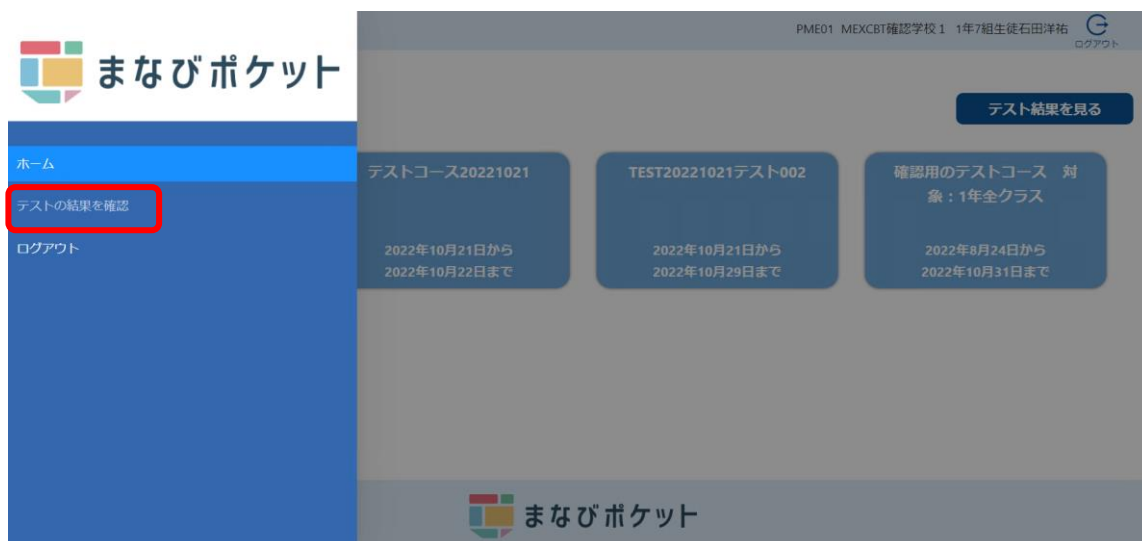 まなびポケット
PME01 MEXCBT確認学校1 1年7組生徒石田洋祐
ログアウト
テスト結果を見る
ホーム
テストの結果を確認
ログアウト
テストコース20221021
2022年10月21日から
2022年10月22日まで
TEST20221021テスト002
2022年10月21日から
2022年10月29日まで
確認用のテストコース　対
象：1年全クラス
2022年8月24日から
2022年10月31日まで
まなびポケット